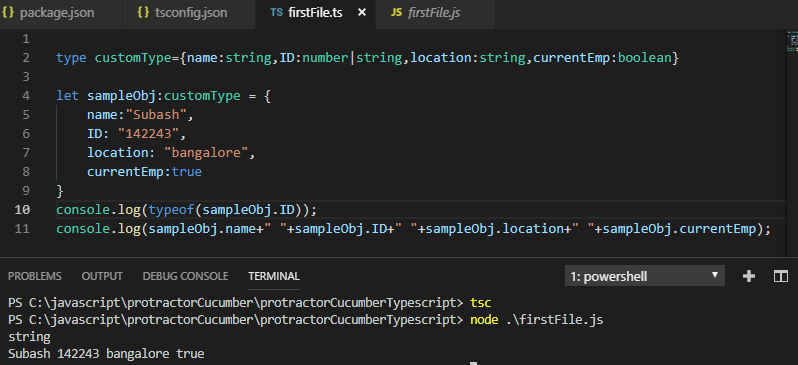 {} package.json {} tsconfig.json TS firstFile.ts × JS firstFile.js
1
2 type customType={name:string,ID:number|string,location:string,currentEmp:boolean}
3
4 let sampleObj:customType = {
5 name:"Subash",
6 ID: "142243",
7 location: "bangalore",
8 currentEmp:true
9 }
10 console.log(typeof(sampleObj.ID));
11 console.log(sampleObj.name+" "+sampleObj.ID+" "+sampleObj.location+" "+sampleObj.currentEmp);
PROBLEMS OUTPUT DEBUG CONSOLE TERMINAL 1: powershell
PS C:\javascript\protractorCucumber\protractorCucumberTypescript> tsc
PS C:\javascript\protractorCucumber\protractorCucumberTypescript> node .\firstFile.js
string
Subash 142243 bangalore true